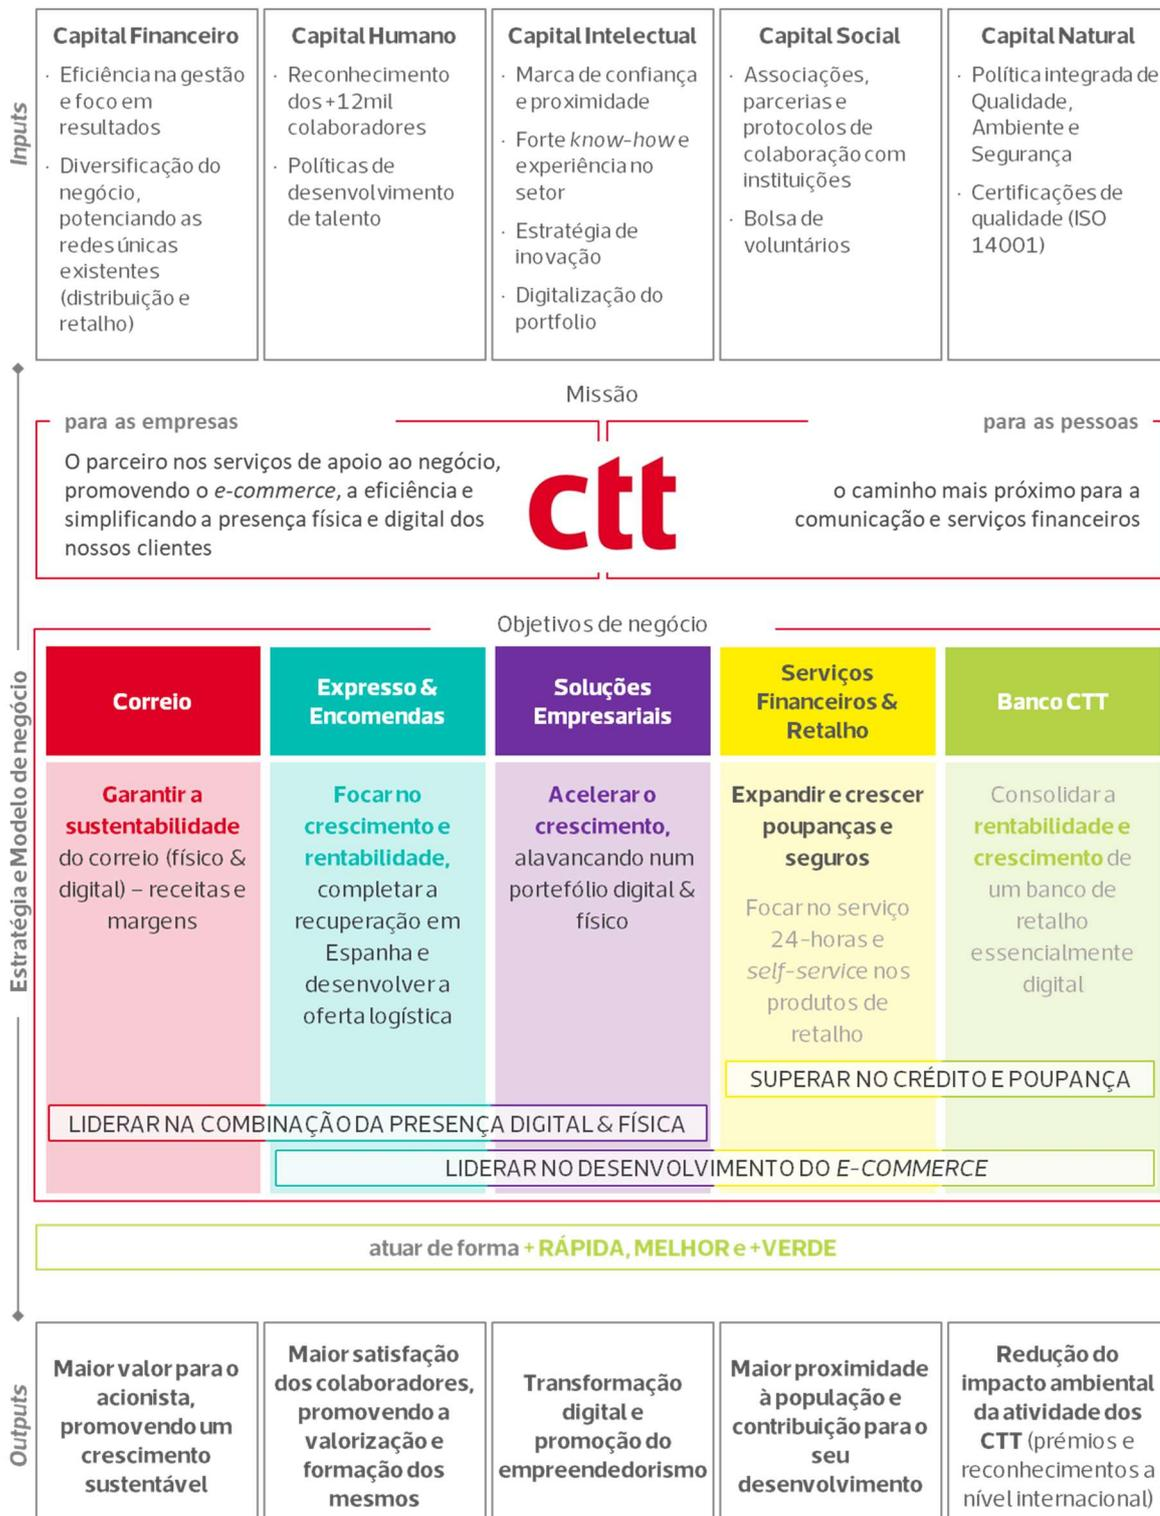 Inputs
Capital Financeiro
· Eficiência na gestão
e foco em
resultados
· Diversificação do
negócio,
potenciando as
redes únicas
existentes
(distribuição e
retalho)
Capital Humano
· Reconhecimento
dos +12mil
colaboradores
· Políticas de
desenvolvimento
de talento
Capital Intelectual
· Marca de confiança
e proximidade
· Forte know-how e
experiência no
setor
· Estratégia de
inovação
· Digitalização do
portfolio
Capital Social
· Associações,
parcerias e
protocolos de
colaboração com
instituições
· Bolsa de
voluntários
Capital Natural
· Política integrada de
Qualidade,
Ambiente e
Segurança
· Certificações de
qualidade (ISO
14001)
Estratégia e Modelo de negócio
Missão
para as empresas
O parceiro nos serviços de apoio ao negócio,
promovendo o e-commerce, a eficiência e
simplificando a presença física e digital dos
nossos clientes
ctt
para as pessoas
o caminho mais próximo para a
comunicação e serviços financeiros
Objetivos de negócio
Correio
Garantir a
sustentabilidade
do correio (físico &
digital) – receitas e
margens
Expresso &
Encomendas
Focar no
crescimento e
rentabilidade,
completar a
recuperação em
Espanha e
desenvolver a
oferta logística
Soluções
Empresariais
Acelerar o
crescimento,
alavancando num
portefólio digital &
físico
Serviços
Financeiros &
Retalho
Expandir e crescer
poupanças e
seguros
Focar no serviço
24-horas e
self-service nos
produtos de
retalho
Banco CTT
Consolidar a
rentabilidade e
crescimento de
um banco de
retalho
essencialmente
digital
SUPERAR NO CRÉDITO E POUPANÇA
LIDERAR NA COMBINAÇÃO DA PRESENÇA DIGITAL & FÍSICA
LIDERAR NO DESENVOLVIMENTO DO E-COMMERCE
atuar de forma + RÁPIDA, MELHOR e +VERDE
Outputs
Maior valor para o
acionista,
promovendo um
crescimento
sustentável
Maior satisfação
dos colaboradores,
promovendo a
valorização e
formação dos
mesmos
Transformação
digital e
promoção do
empreendedorismo
Maior proximidade
à população e
contribuição para o
seu
desenvolvimento
Redução do
impacto ambiental
da atividade dos
CTT (prémios e
reconhecimentos a
nível internacional)